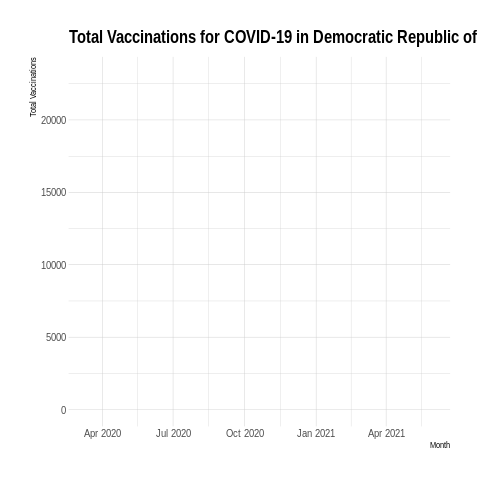 Total Vaccinations for COVID-19 in Democratic Republic of
Total Vaccinations
20000
15000
10000
5000
0
Apr 2020 Jul 2020 Oct 2020 Jan 2021 Apr 2021
Month